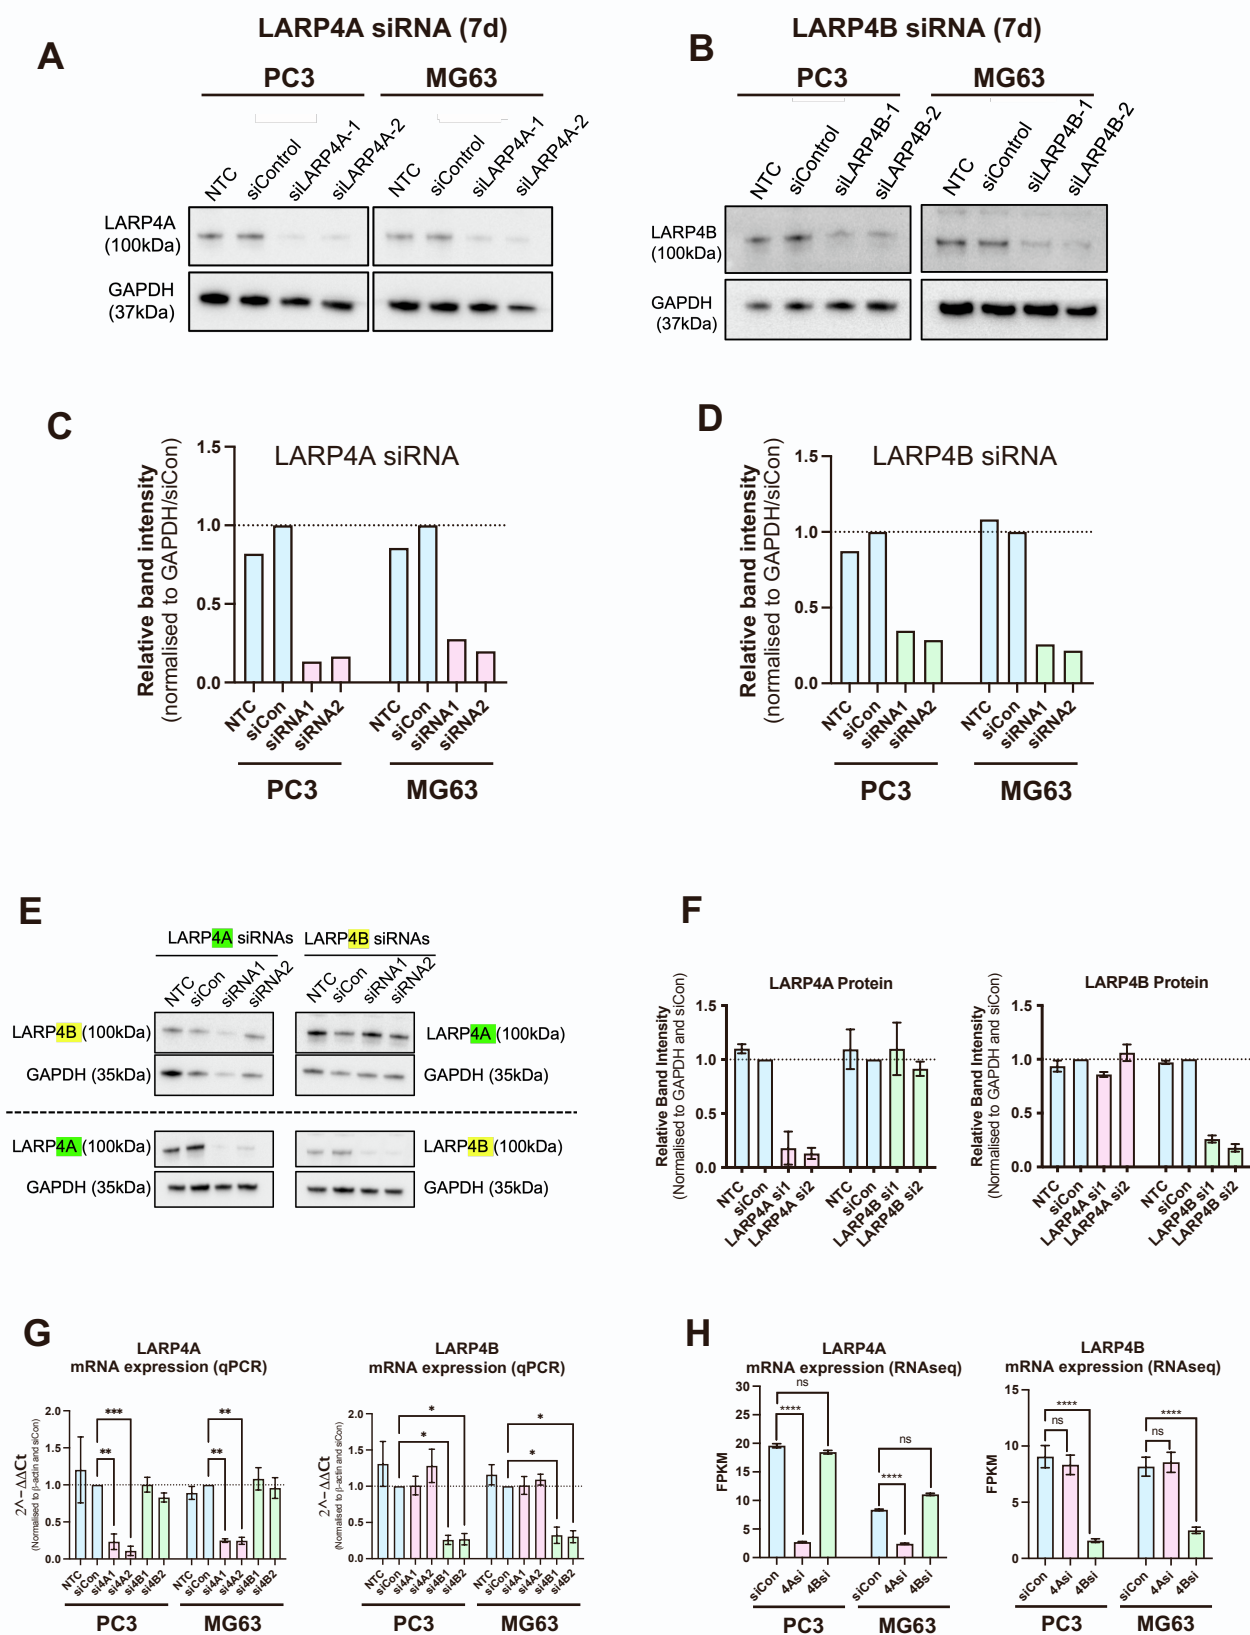 A
LARP4A siRNA (7d)
PC3
MG63
NTC
siControl
siLARP4A-1
siLARP4A-2
NTC
siControl
siLARP4A-1
siLARP4A-2
LARP4A
(100kDa)
GAPDH
(37kDa)
B
LARP4B siRNA (7d)
PC3
MG63
NTC
siControl
siLARP4B-1
siLARP4B-2
NTC
siControl
siLARP4B-1
siLARP4B-2
LARP4B
(100kDa)
GAPDH
(37kDa)
C
LARP4A siRNA
Relative band intensity
(normalised to GAPDH/siCon)
1.5
1.0
0.5
0.0
NTC
siCon
siRNA1
siRNA2
NTC
siCon
siRNA1
siRNA2
PC3
MG63
D
LARP4B siRNA
Relative band intensity
(normalised to GAPDH/siCon)
1.5
1.0
0.5
0.0
NTC
siCon
siRNA1
siRNA2
NTC
siCon
siRNA1
siRNA2
PC3
MG63
E
LARP4A siRNAs
LARP4B siRNAs
NTC
siCon
siRNA1
siRNA2
NTC
siCon
siRNA1
siRNA2
LARP4B (100kDa)
LARP4A (100kDa)
GAPDH (35kDa)
GAPDH (35kDa)
LARP4A (100kDa)
LARP4B (100kDa)
GAPDH (35kDa)
GAPDH (35kDa)
F
LARP4A Protein
Relative Band Intensity
(Normalised to GAPDH and siCon)
1.5
1.0
0.5
0.0
NTC
siCon
LARP4A si1
LARP4A si2
NTC
siCon
LARP4B si1
LARP4B si2
LARP4B Protein
Relative Band Intensity
(Normalised to GAPDH and siCon)
1.5
1.0
0.5
0.0
NTC
siCon
LARP4A si1
LARP4A si2
NTC
siCon
LARP4B si1
LARP4B si2
G
LARP4A
mRNA expression (qPCR)
2^-ΔΔCt
(Normalised to β-actin and siCon)
2.0
1.5
1.0
0.5
0.0
***
**
**
**
NTC
siCon
si4A1
si4A2
si4B1
si4B2
NTC
siCon
si4A1
si4A2
si4B1
si4B2
PC3
MG63
LARP4B
mRNA expression (qPCR)
2^-ΔΔCt
(Normalised to β-actin and siCon)
2.0
1.5
1.0
0.5
0.0
*
*
*
*
NTC
siCon
si4A1
si4A2
si4B1
si4B2
NTC
siCon
si4A1
si4A2
si4B1
si4B2
PC3
MG63
H
LARP4A
mRNA expression (RNAseq)
FPKM
30
25
20
15
10
5
0
ns
****
ns
****
siCon
4Asi
4Bsi
siCon
4Asi
4Bsi
PC3
MG63
LARP4B
mRNA expression (RNAseq)
FPKM
15
10
5
0
****
ns
****
ns
siCon
4Asi
4Bsi
siCon
4Asi
4Bsi
PC3
MG63